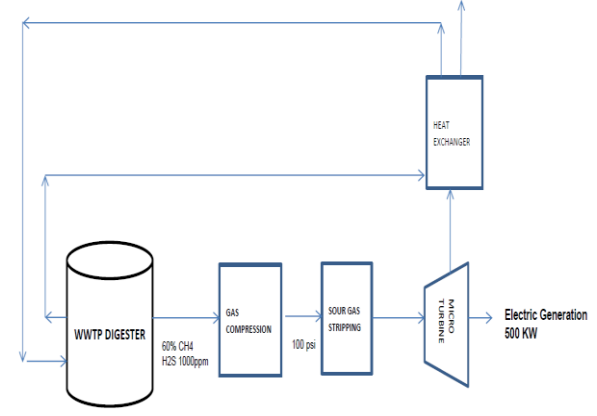 HEAT
EXCHANGER
WWTP DIGESTER
60% CH4
H2S 1000ppm
GAS
COMPRESSION
100 psi
SOUR GAS
STRIPPING
MICRO
TURBINE
Electric Generation
500 KW